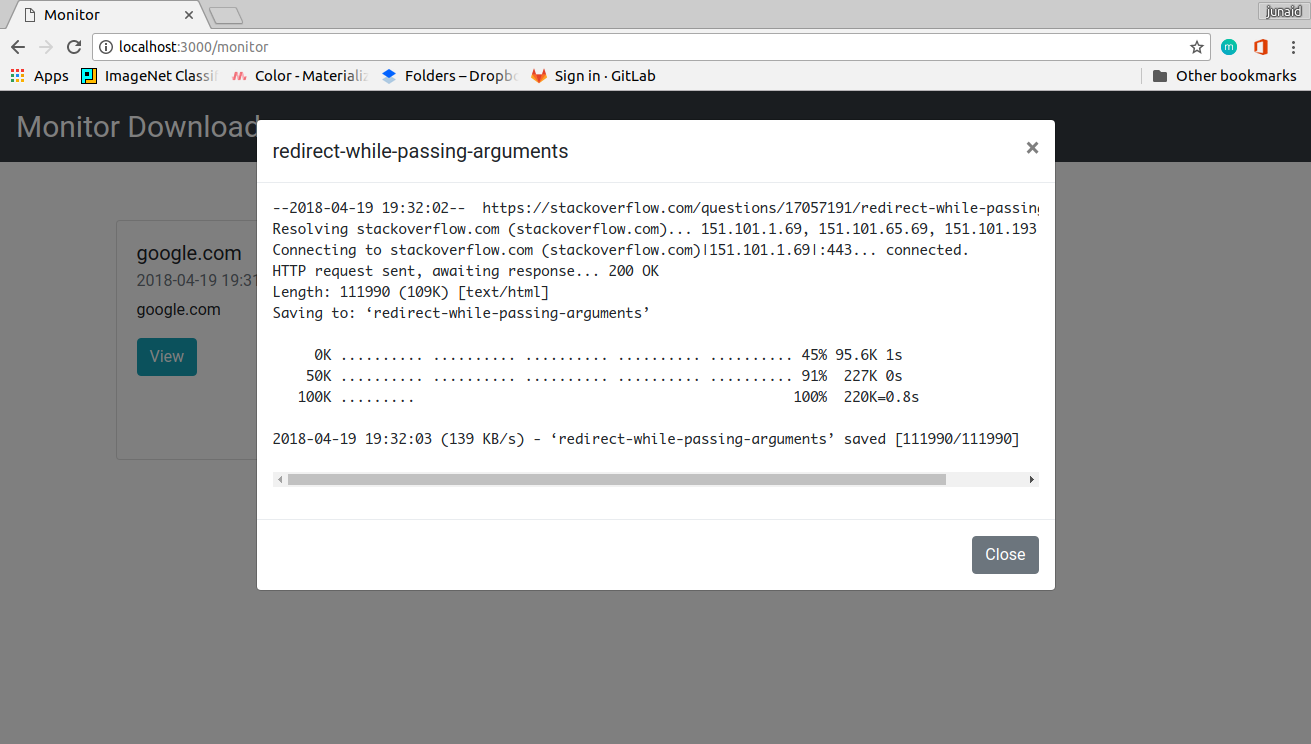 Monitor
junaid
localhost:3000/monitor
m
Apps
ImageNet Classif
Color - Materializ
Folders – Dropbo
Sign in · GitLab
Other bookmarks
Monitor Download
redirect-while-passing-arguments
×
--2018-04-19 19:32:02--  https://stackoverflow.com/questions/17057191/redirect-while-passing
Resolving stackoverflow.com (stackoverflow.com)... 151.101.1.69, 151.101.65.69, 151.101.193
Connecting to stackoverflow.com (stackoverflow.com)|151.101.1.69|:443... connected.
HTTP request sent, awaiting response... 200 OK
Length: 111990 (109K) [text/html]
Saving to: ‘redirect-while-passing-arguments’
0K .......... .......... .......... .......... .......... 45% 95.6K 1s
50K .......... .......... .......... .......... .......... 91%  227K 0s
100K .........                                             100%  220K=0.8s
2018-04-19 19:32:03 (139 KB/s) - ‘redirect-while-passing-arguments’ saved [111990/111990]
Close
google.com
2018-04-19 19:31
google.com
View